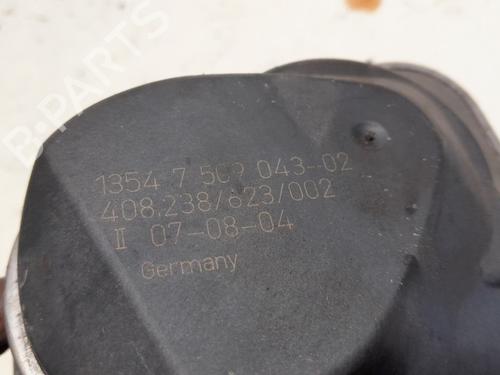 B-PARTS
1354 7 509 043-02
408.238/623/002
II 07-08-04
Germany